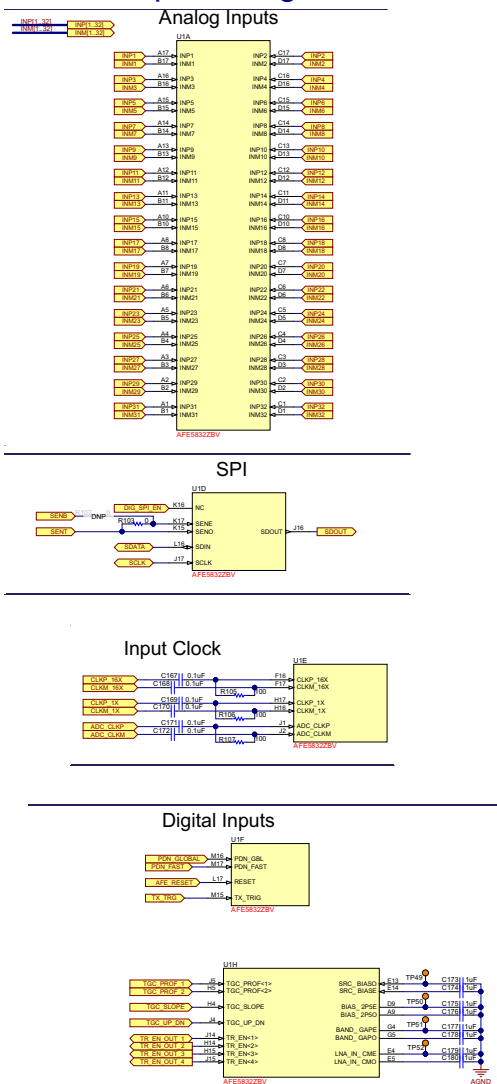 Analog Inputs
INP[1..32] INP[1..32]
INM[1..32] INM[1..32]
U1A
INP1 A17 INP1 INP2 C17 INP2
INM1 B17 INM1 INM2 D17 INM2
INP3 A16 INP3 INP4 C16 INP4
INM3 B16 INM3 INM4 D16 INM4
INP5 A15 INP5 INP6 C15 INP6
INM5 B15 INM5 INM6 D15 INM6
INP7 A14 INP7 INP8 C14 INP8
INM7 B14 INM7 INM8 D14 INM8
INP9 A13 INP9 INP10 C13 INP10
INM9 B13 INM9 INM10 D13 INM10
INP11 A12 INP11 INP12 C12 INP12
INM11 B12 INM11 INM12 D12 INM12
INP13 A11 INP13 INP14 C11 INP14
INM13 B11 INM13 INM14 D11 INM14
INP15 A10 INP15 INP16 C10 INP16
INM15 B10 INM15 INM16 D10 INM16
INP17 A8 INP17 INP18 C8 INP18
INM17 B8 INM17 INM18 D8 INM18
INP19 A7 INP19 INP20 C7 INP20
INM19 B7 INM19 INM20 D7 INM20
INP21 A6 INP21 INP22 C6 INP22
INM21 B6 INM21 INM22 D6 INM22
INP23 A5 INP23 INP24 C5 INP24
INM23 B5 INM23 INM24 D5 INM24
INP25 A4 INP25 INP26 C4 INP26
INM25 B4 INM25 INM26 D4 INM26
INP27 A3 INP27 INP28 C3 INP28
INM27 B3 INM27 INM28 D3 INM28
INP29 A2 INP29 INP30 C2 INP30
INM29 B2 INM29 INM30 D2 INM30
INP31 A1 INP31 INP32 C1 INP32
INM31 B1 INM31 INM32 D1 INM32
AFE5832ZBV
SPI
U1D
DIG_SPI_EN K16 NC
SENB R102 0 DNP
R103 0 K17 SENE
SENT K15 SENO SDOUT J16 SDOUT
SDATA L16 SDIN
SCLK J17 SCLK
AFE5832ZBV
Input Clock
U1E
CLKP_16X C167 0.1uF F16 CLKP_16X
CLKM_16X C168 0.1uF F17 CLKM_16X
R105 100
CLKP_1X C169 0.1uF H17 CLKP_1X
CLKM_1X C170 0.1uF H16 CLKM_1X
R106 100
ADC_CLKP C171 0.1uF J1 ADC_CLKP
ADC_CLKM C172 0.1uF J2 ADC_CLKM
R107 100
AFE5832ZBV
Digital Inputs
U1F
PDN_GLOBAL M16 PDN_GBL
PDN_FAST M17 PDN_FAST
AFE_RESET L17 RESET
TX_TRG M15 TX_TRIG
AFE5832ZBV
U1H
TGC_PROF_1 J5 TGC_PROF<1> SRC_BIASO E13 TP49 C173 1uF
TGC_PROF_2 H5 TGC_PROF<2> SRC_BIASE E14 C174 1uF
TGC_SLOPE H4 TGC_SLOPE BIAS_2P5E D9 TP50 C175 1uF
BIAS_2P5O A9 C176 1uF
TGC_UP_DN J4 TGC_UP_DN BAND_GAPE G4 TP51 C177 1uF
TR_EN_OUT_1 J14 TR_EN<1> BAND_GAPO G5 C178 1uF
TR_EN_OUT_2 H14 TR_EN<2>
TR_EN_OUT_3 H15 TR_EN<3> LNA_IN_CME E4 TP52 C179 1uF
TR_EN_OUT_4 J15 TR_EN<4> LNA_IN_CMO E5 C180 1uF
AFE5832ZBV
AGND